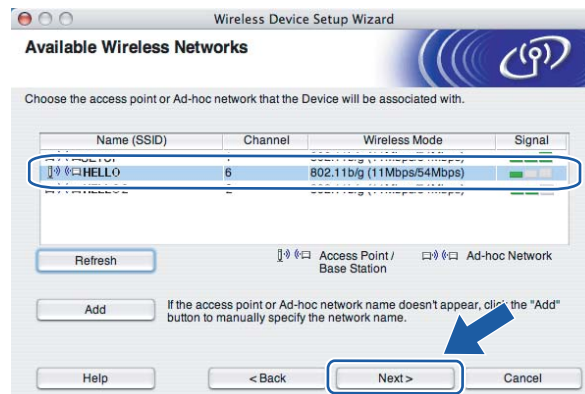 Wireless Device Setup Wizard
Available Wireless Networks
Choose the access point or Ad-hoc network that the Device will be associated with.
Name (SSID) Channel Wireless Mode Signal
HELLO 6 802.11b/g (11Mbps/54Mbps)
Refresh
Access Point / Base Station
Ad-hoc Network
Add
If the access point or Ad-hoc network name doesn't appear, click the "Add"
button to manually specify the network name.
Help < Back Next > Cancel